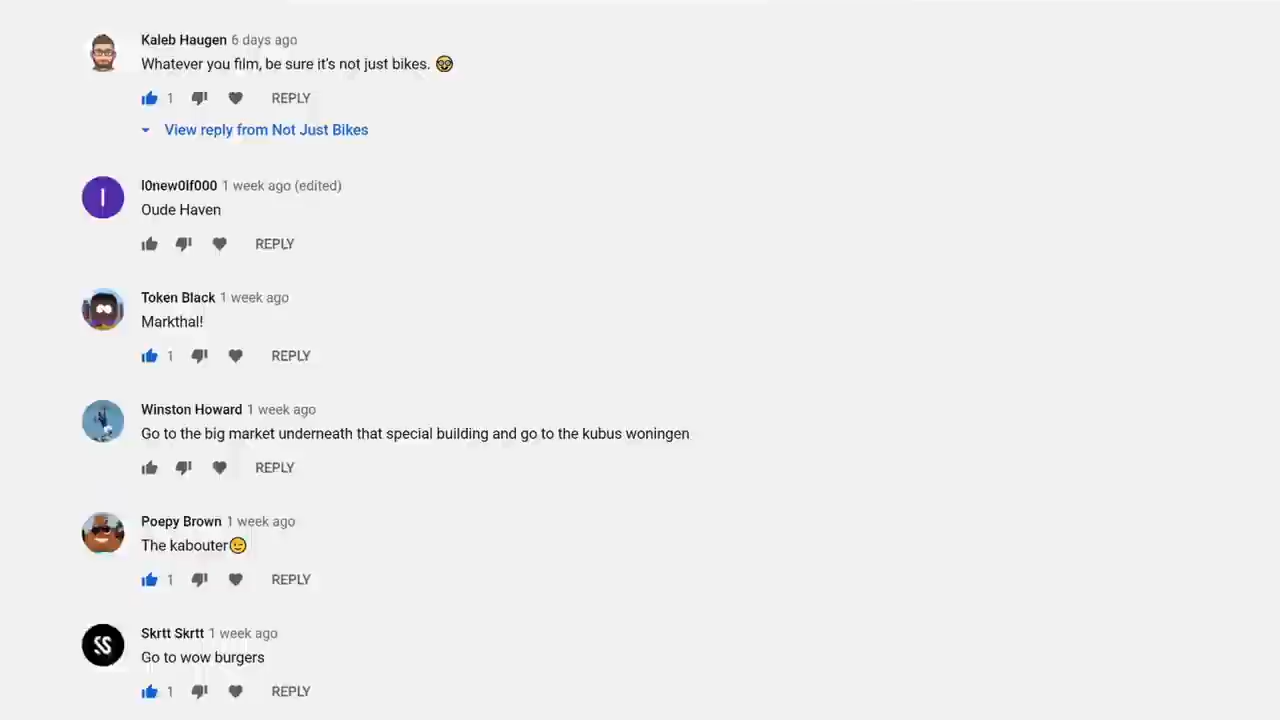 Kaleb Haugen 6 days ago
Whatever you film, be sure it's not just bikes. 🤓
1 REPLY
View reply from Not Just Bikes
I
l0new0lf000 1 week ago (edited)
Oude Haven
REPLY
Token Black 1 week ago
Markthal!
1 REPLY
Winston Howard 1 week ago
Go to the big market underneath that special building and go to the kubus woningen
REPLY
Poepy Brown 1 week ago
The kabouter😉
1 REPLY
SS
Skrtt Skrtt 1 week ago
Go to wow burgers
1 REPLY